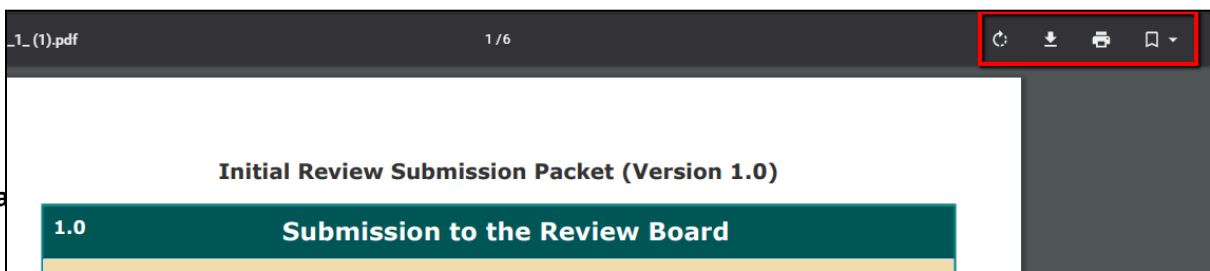 _1_ (1).pdf
1 / 6
Initial Review Submission Packet (Version 1.0)
1.0
Submission to the Review Board